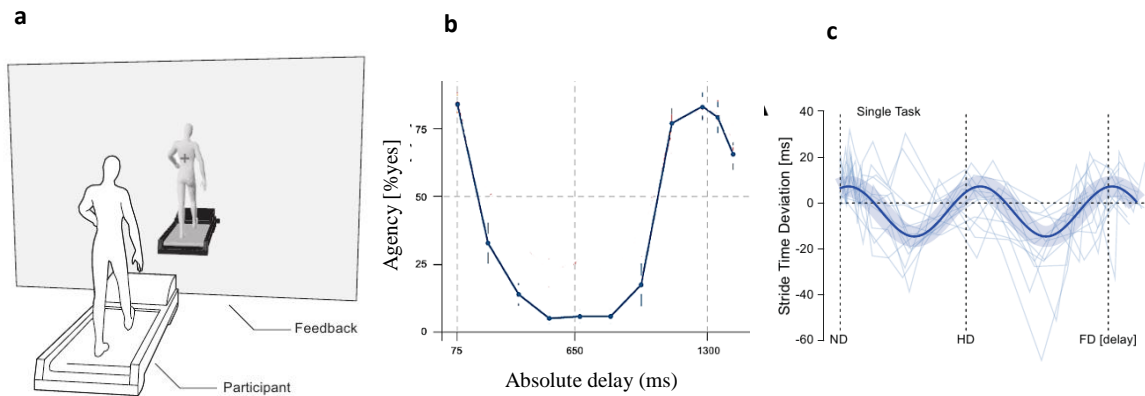 a
Feedback
Participant
b
Agency [%yes]
75
50
25
0
75
650
1300
Absolute delay (ms)
c
Single Task
Stride Time Deviation [ms]
40
20
0
-20
-40
-60
ND
HD
FD [delay]